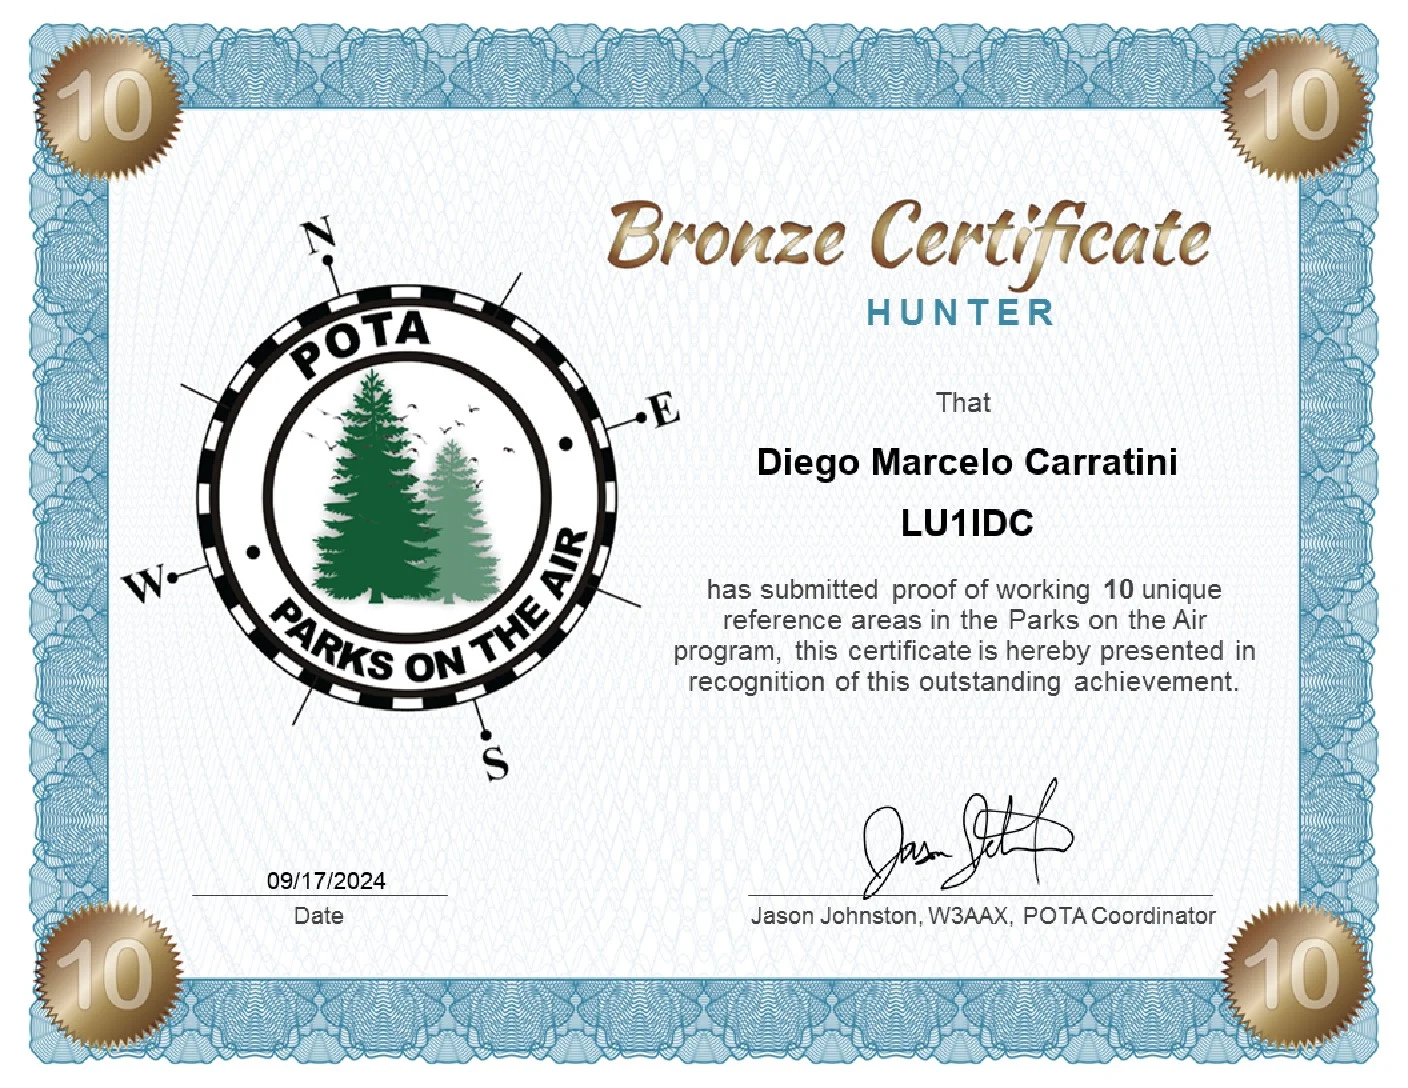 10
10
Bronze Certificate
HUNTER
N
POTA
E
That
Diego Marcelo Carratini
LU1IDC
W
PARKS ON THE AIR
S
has submitted proof of working 10 unique
reference areas in the Parks on the Air
program, this certificate is hereby presented in
recognition of this outstanding achievement.
09/17/2024
Date
Jason Johnston, W3AAX, POTA Coordinator
10
10